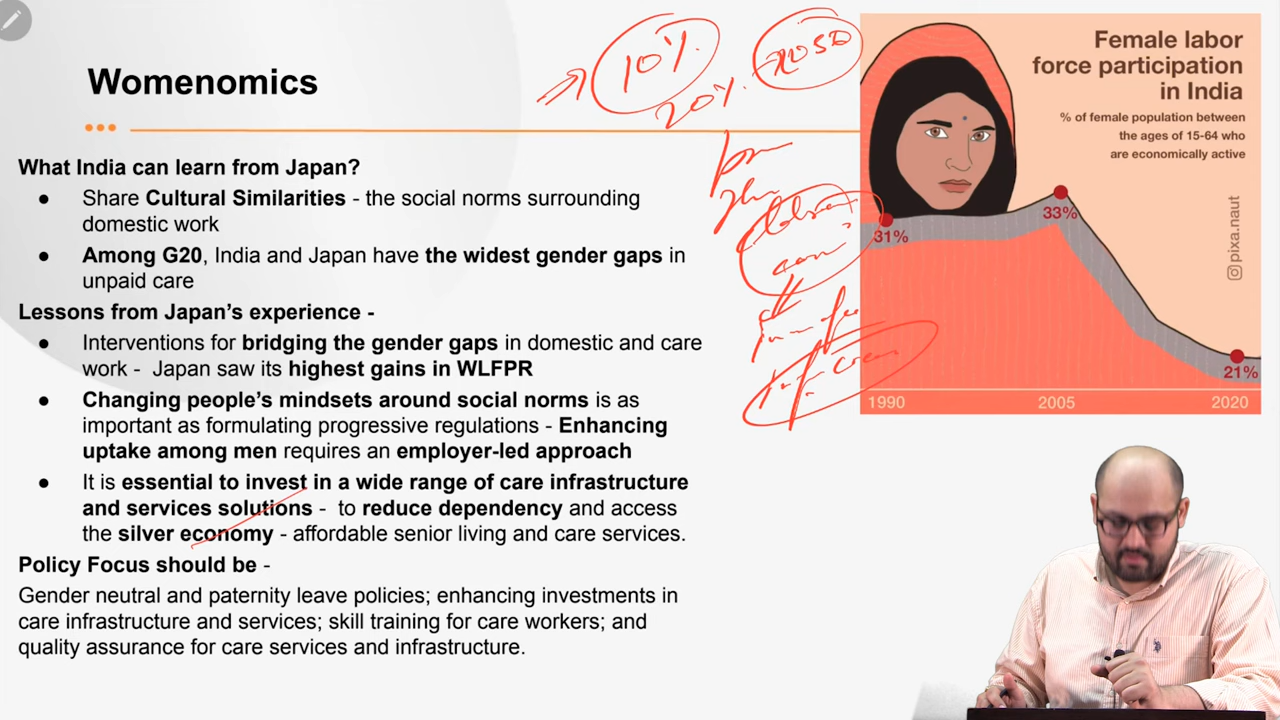 Womenomics
10%
20%
2050
What India can learn from Japan?
● Share Cultural Similarities - the social norms surrounding
domestic work
● Among G20, India and Japan have the widest gender gaps in
unpaid care
Lessons from Japan's experience -
● Interventions for bridging the gender gaps in domestic and care
work - Japan saw its highest gains in WLFPR
● Changing people's mindsets around social norms is as
important as formulating progressive regulations - Enhancing
uptake among men requires an employer-led approach
● It is essential to invest in a wide range of care infrastructure
and services solutions - to reduce dependency and access
the silver economy - affordable senior living and care services.
Policy Focus should be -
Gender neutral and paternity leave policies; enhancing investments in
care infrastructure and services; skill training for care workers; and
quality assurance for care services and infrastructure.
Female labor
force participation
in India
% of female population between
the ages of 15-64 who
are economically active
31%
33%
21%
1990
2005
2020
pixa.naut